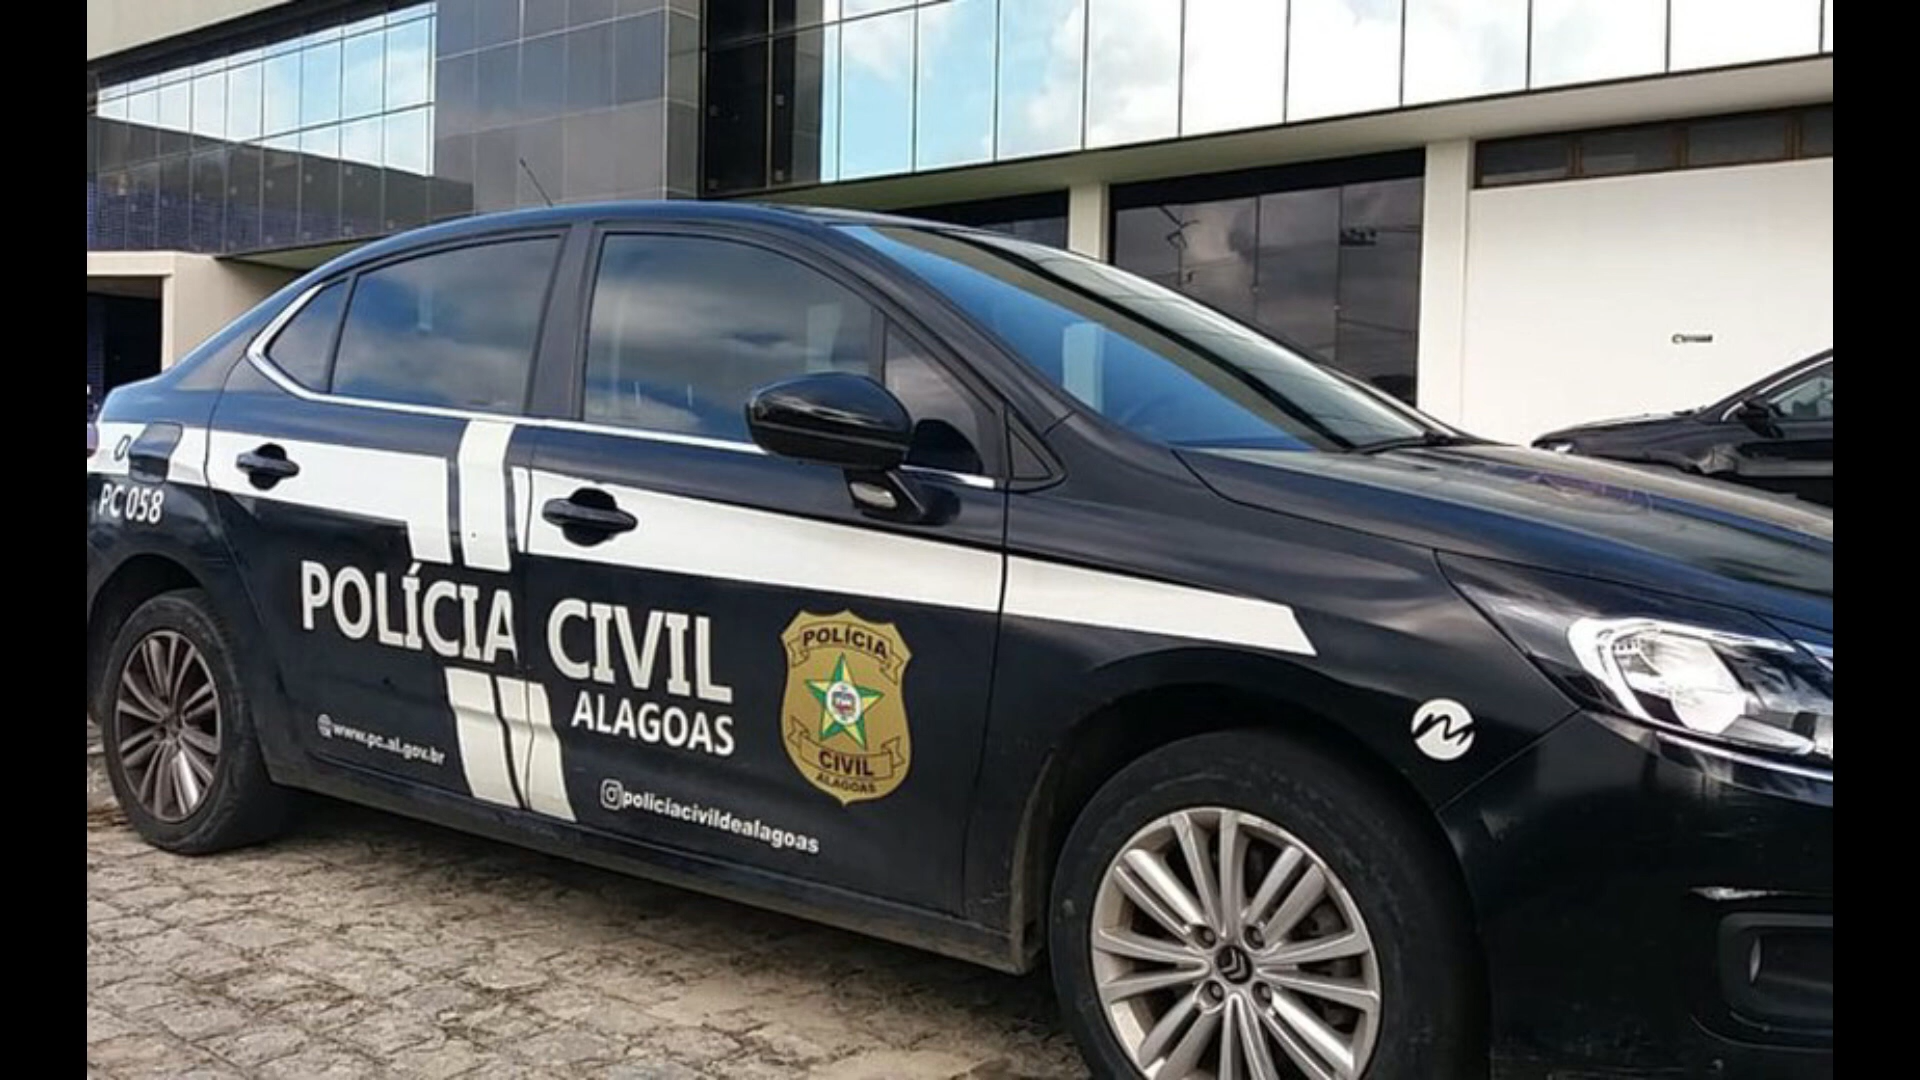 PC 058
POLÍCIA CIVIL
ALAGOAS
www.pc.al.gov.br
policiacivildealagoas
POLÍCIA
CIVIL
ALAGOAS